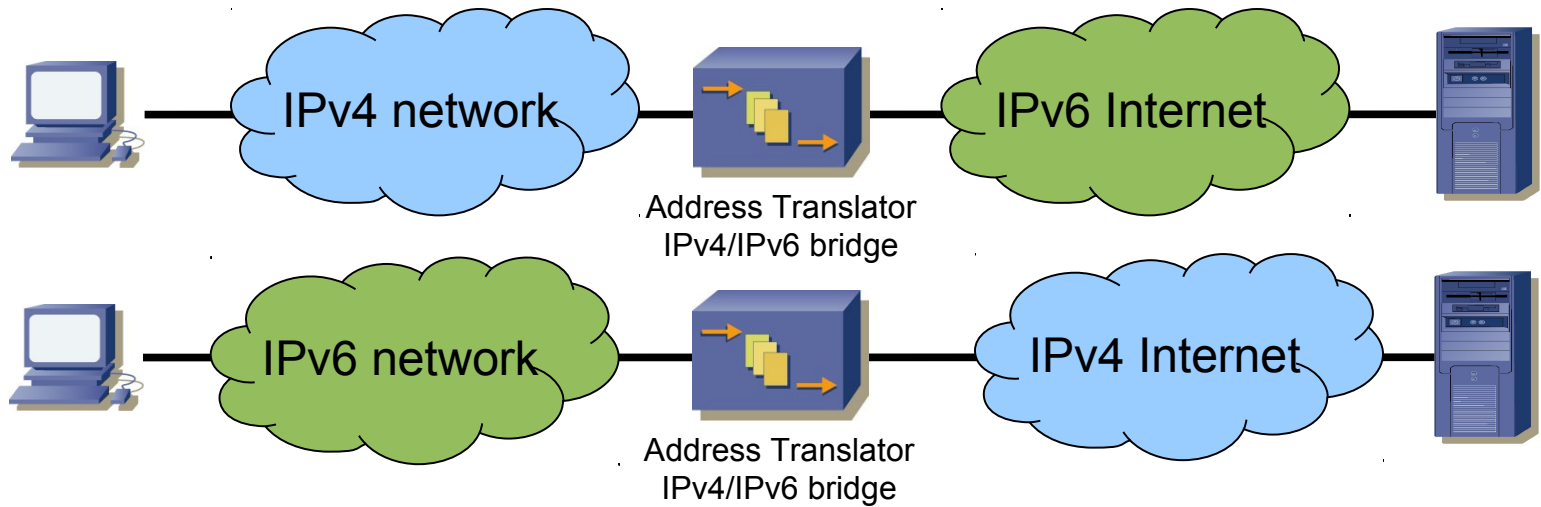 IPv4 network
IPv6 Internet
Address Translator
IPv4/IPv6 bridge
IPv6 network
IPv4 Internet
Address Translator
IPv4/IPv6 bridge